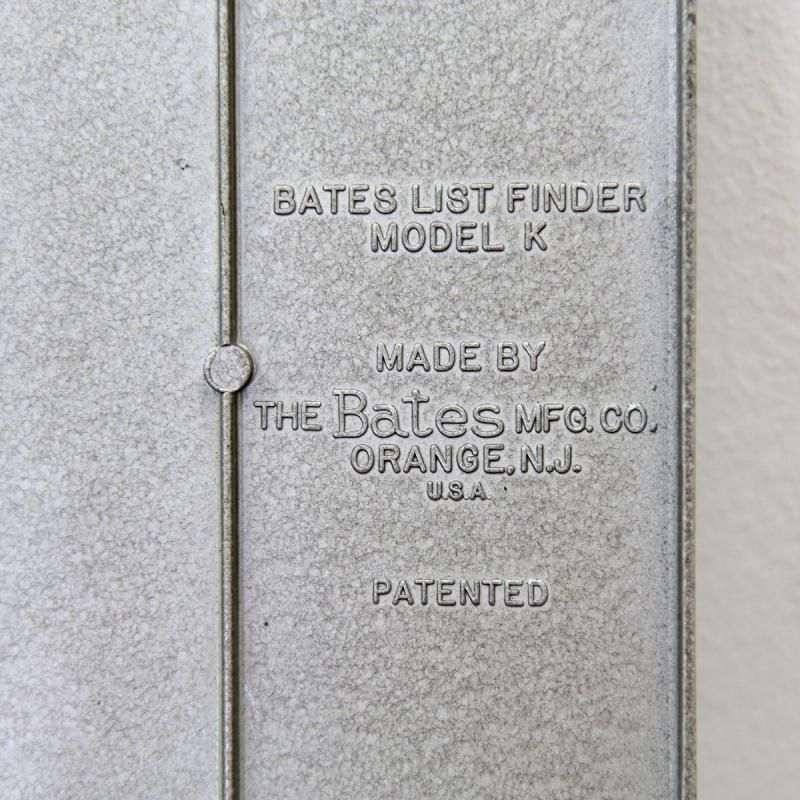 BATES LIST FINDER
MODEL K
MADE BY
THE Bates MFG. CO.
ORANGE, N.J.
U.S.A.
PATENTED